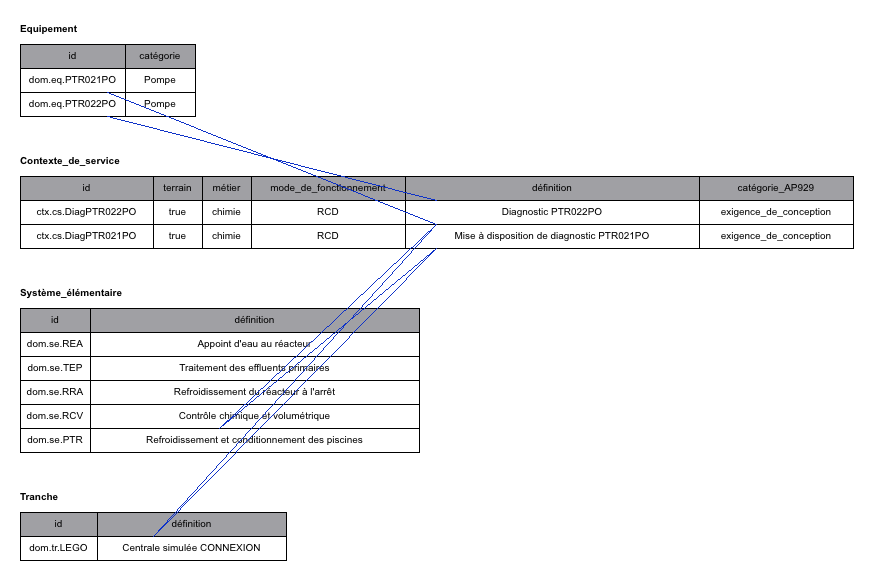 Equipement
id catégorie
dom.eq.PTR021PO Pompe
dom.eq.PTR022PO Pompe
Contexte_de_service
id terrain métier mode_de_fonctionnement définition catégorie_AP929
ctx.cs.DiagPTR022PO true chimie RCD Diagnostic PTR022PO exigence_de_conception
ctx.cs.DiagPTR021PO true chimie RCD Mise à disposition de diagnostic PTR021PO exigence_de_conception
Système_élémentaire
id définition
dom.se.REA Appoint d'eau au réacteur
dom.se.TEP Traitement des effluents primaires
dom.se.RRA Refroidissement du réacteur à l'arrêt
dom.se.RCV Contrôle chimique et volumétrique
dom.se.PTR Refroidissement et conditionnement des piscines
Tranche
id définition
dom.tr.LEGO Centrale simulée CONNEXION